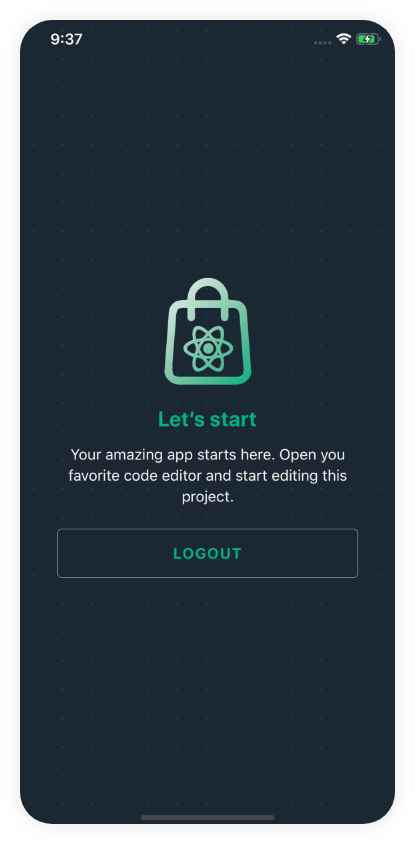 9:37
Let's start
Your amazing app starts here. Open you
favorite code editor and start editing this
project.
LOGOUT